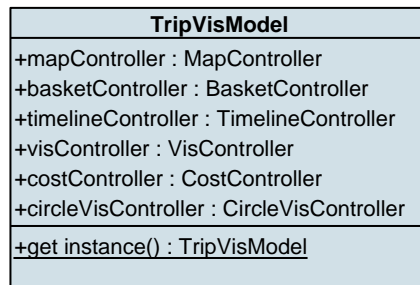 TripVisModel
+mapController : MapController
+basketController : BasketController
+timelineController : TimelineController
+visController : VisController
+costController : CostController
+circleVisController : CircleVisController
+get instance() : TripVisModel